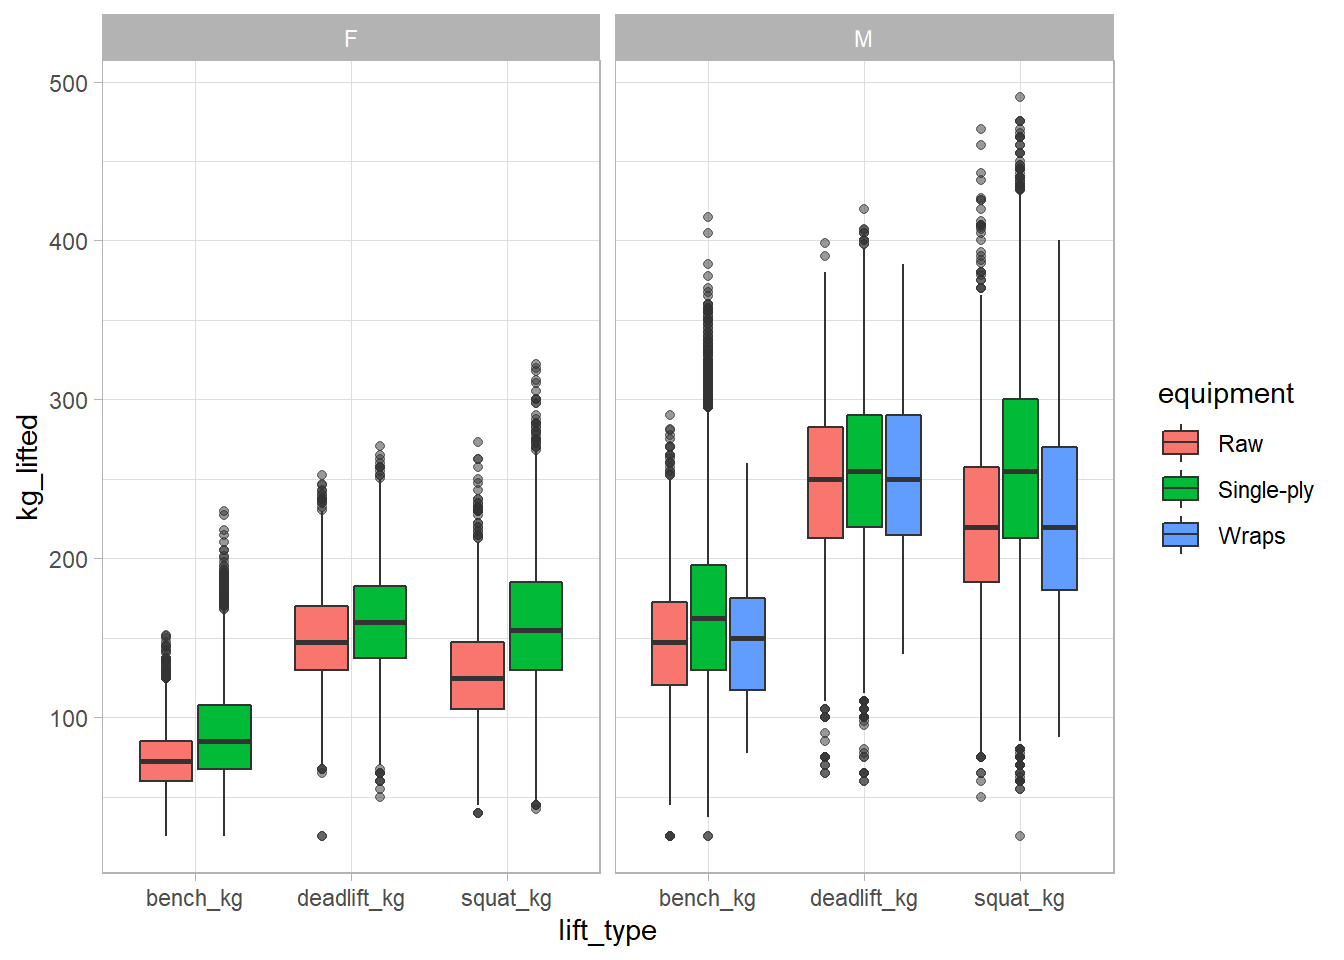 F
M
500
400
300
200
100
kg_lifted
bench_kg
deadlift_kg
squat_kg
bench_kg
deadlift_kg
squat_kg
lift_type
equipment
Raw
Single-ply
Wraps